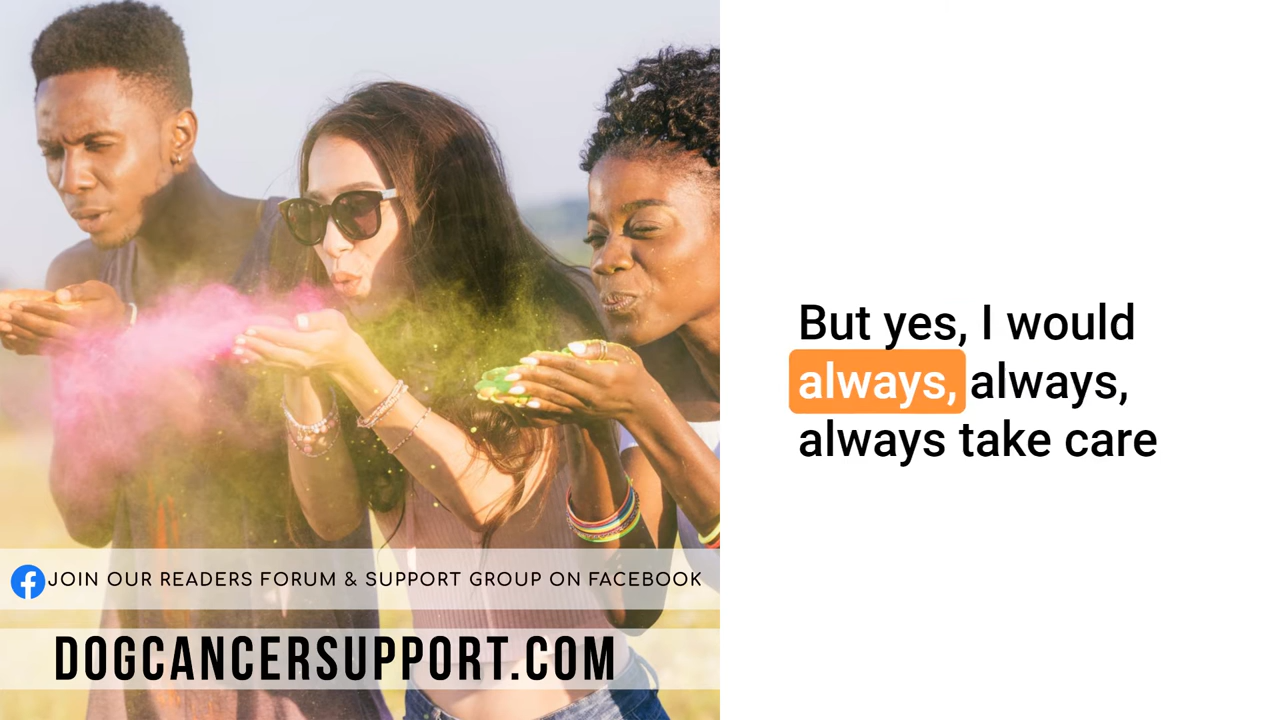 JOIN OUR READERS FORUM & SUPPORT GROUP ON FACEBOOK
DOGCANCERSUPPORT.COM
But yes, I would
always, always,
always take care